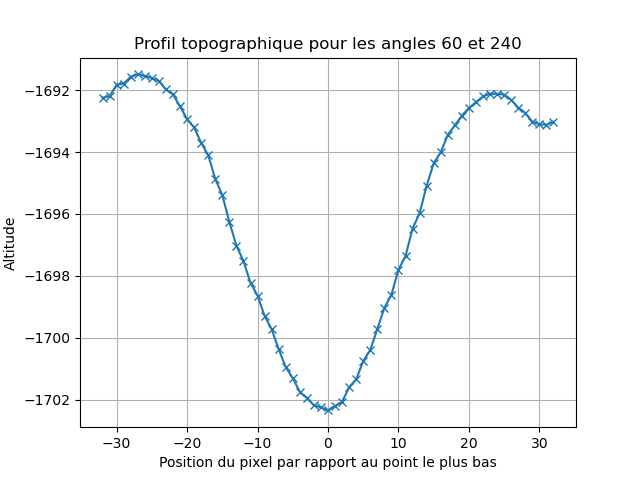 Profil topographique pour les angles 60 et 240
Altitude
−1692
−1694
−1696
−1698
−1700
−1702
−30 −20 −10 0 10 20 30
Position du pixel par rapport au point le plus bas